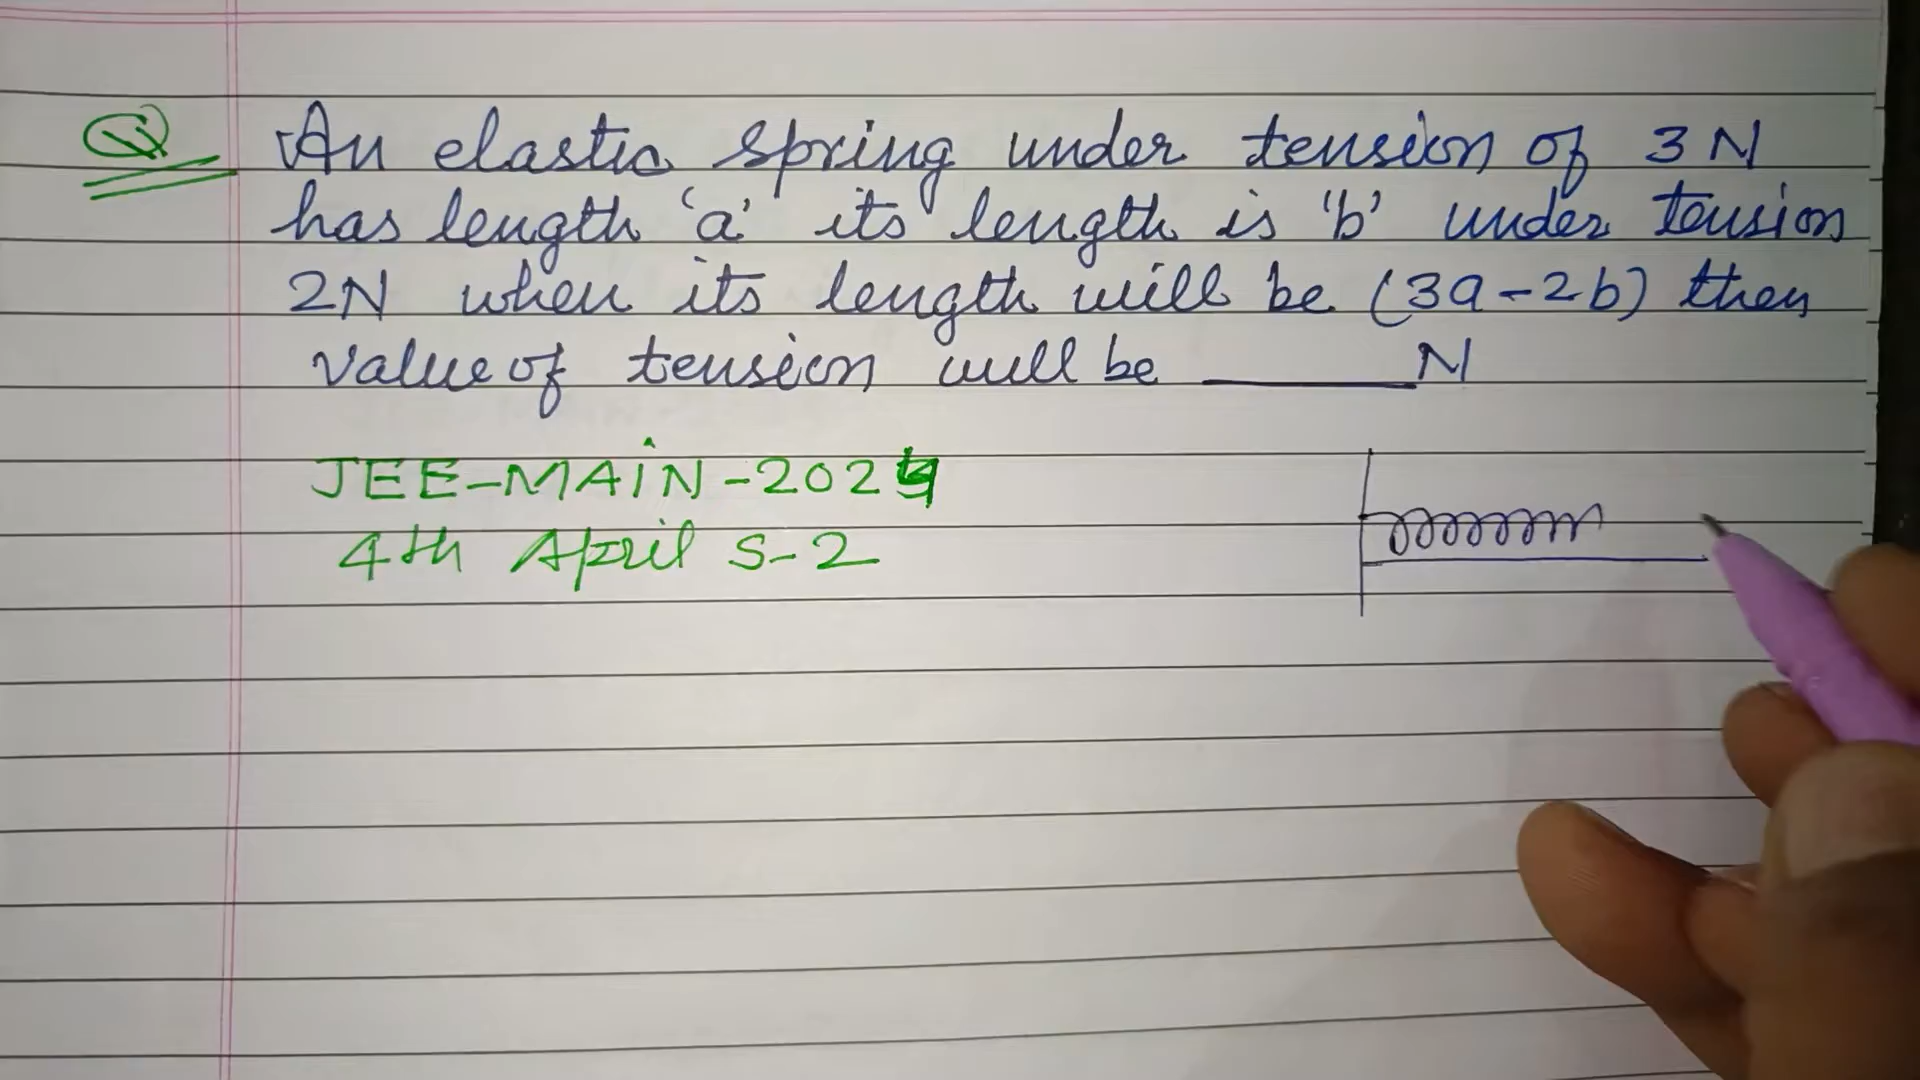 Q An elastic spring under tension of 3N
has length 'a' its length is 'b' under tension
2N when its length will be (3a-2b) then
value of tension will be ______ N
JEE-MAIN-2024
4th April S-2